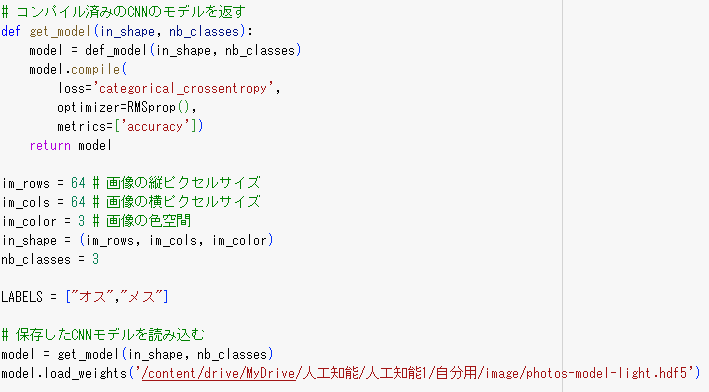 # コンパイル済みのCNNのモデルを返す
def get_model(in_shape, nb_classes):
    model = def_model(in_shape, nb_classes)
    model.compile(
        loss='categorical_crossentropy',
        optimizer=RMSprop(),
        metrics=['accuracy'])
    return model

im_rows = 64 # 画像の縦ピクセルサイズ
im_cols = 64 # 画像の横ピクセルサイズ
im_color = 3 # 画像の色空間
in_shape = (im_rows, im_cols, im_color)
nb_classes = 3

LABELS = ["オス","メス"]

# 保存したCNNモデルを読み込む
model = get_model(in_shape, nb_classes)
model.load_weights('/content/drive/MyDrive/人工知能/人工知能1/自分用/image/photos-model-light.hdf5')